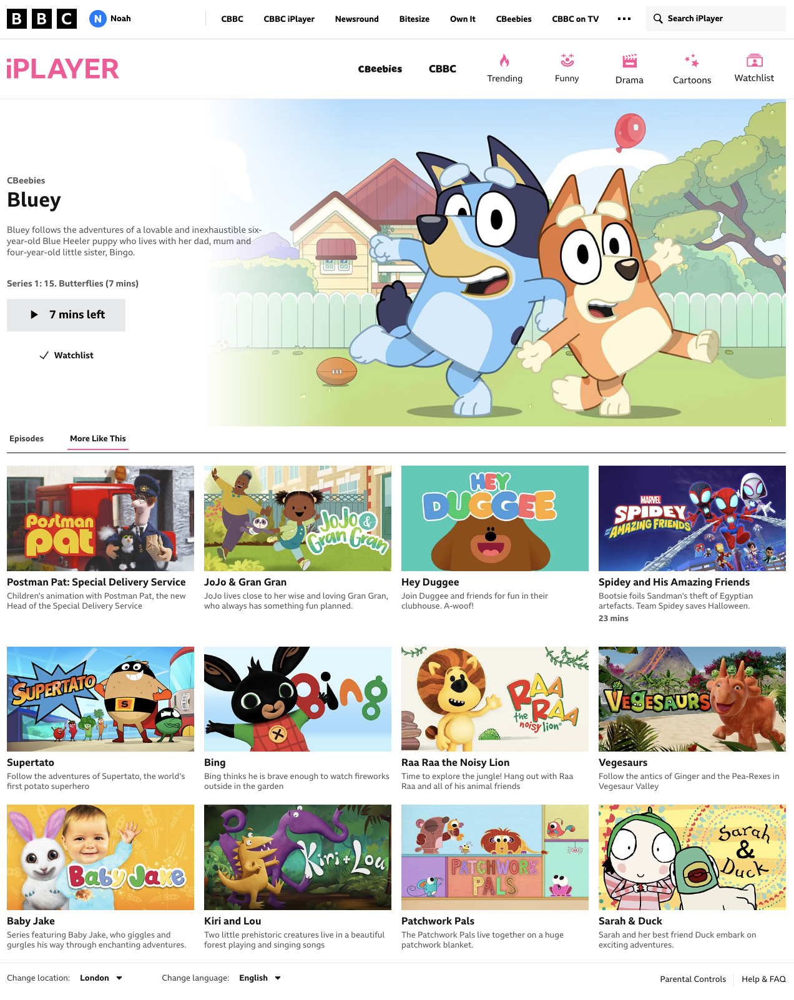 BBC
N
Noah
CBBC
CBBC iPlayer
Newsround
Bitesize
Own It
CBeebies
CBBC on TV
Search iPlayer
iPLAYER
CBeebies
CBBC
Trending
Funny
Drama
Cartoons
Watchlist
CBeebies
Bluey
Bluey follows the adventures of a lovable and inexhaustible six-
year-old Blue Heeler puppy who lives with her dad, mum and
four-year-old little sister, Bingo.
Series 1: 15. Butterflies (7 mins)
7 mins left
Watchlist
Episodes
More Like This
Postman
pat
JoJo &
Gran Gran
HEY
DUGGEE
MARVEL
SPIDEY
and his
AMAZING FRIENDS
Postman Pat: Special Delivery Service
Children's animation with Postman Pat, the new
Head of the Special Delivery Service
JoJo & Gran Gran
JoJo lives close to her wise and loving Gran Gran,
who always has something fun planned.
Hey Duggee
Join Duggee and friends for fun in their
clubhouse. A-woof!
Spidey and His Amazing Friends
Bootsie foils Sandman's theft of Egyptian
artefacts. Team Spidey saves Halloween.
23 mins
SUPERTATO
S
Bing
RAA
RAA
the
noisy lion®
VEGESAURS
Supertato
Follow the adventures of Supertato, the world's
first potato superhero
Bing
Bing thinks he is brave enough to watch fireworks
outside in the garden
Raa Raa the Noisy Lion
Time to explore the jungle! Hang out with Raa
Raa and all of his animal friends
Vegesaurs
Follow the antics of Ginger and the Pea-Rexes in
Vegesaur Valley
Baby Jake
Kiri + Lou
PATCHWORK
PALS
Sarah
&
Duck
Baby Jake
Series featuring Baby Jake, who giggles and
gurgles his way through enchanting adventures.
Kiri and Lou
Two little prehistoric creatures live in a beautiful
forest playing and singing songs
Patchwork Pals
The Patchwork Pals live together on a huge
patchwork blanket.
Sarah & Duck
Sarah and her best friend Duck embark on
exciting adventures.
Change location: London
Change language: English
Parental Controls
Help & FAQ